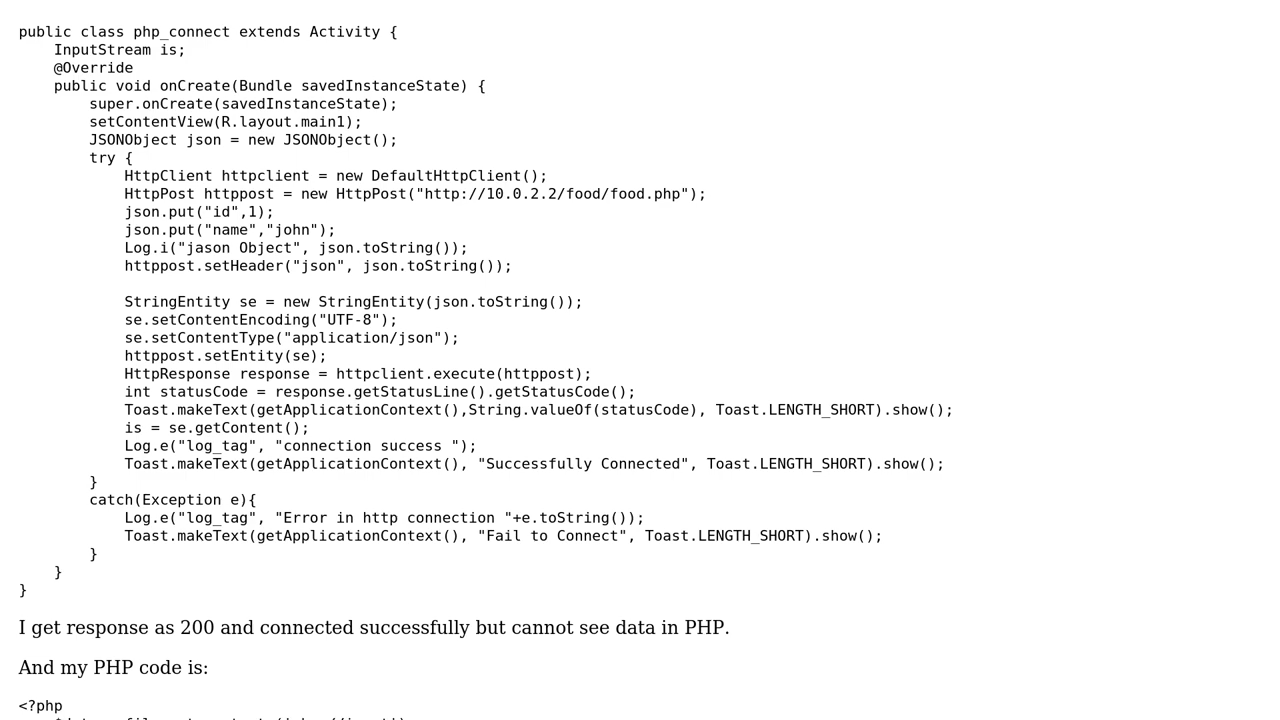 public class php_connect extends Activity {
    InputStream is;
    @Override
    public void onCreate(Bundle savedInstanceState) {
        super.onCreate(savedInstanceState);
        setContentView(R.layout.main1);
        JSONObject json = new JSONObject();
        try {
            HttpClient httpclient = new DefaultHttpClient();
            HttpPost httppost = new HttpPost("http://10.0.2.2/food/food.php");
            json.put("id",1);
            json.put("name","john");
            Log.i("jason Object", json.toString());
            httppost.setHeader("json", json.toString());

            StringEntity se = new StringEntity(json.toString());
            se.setContentEncoding("UTF-8");
            se.setContentType("application/json");
            httppost.setEntity(se);
            HttpResponse response = httpclient.execute(httppost);
            int statusCode = response.getStatusLine().getStatusCode();
            Toast.makeText(getApplicationContext(),String.valueOf(statusCode), Toast.LENGTH_SHORT).show();
            is = se.getContent();
            Log.e("log_tag", "connection success ");
            Toast.makeText(getApplicationContext(), "Successfully Connected", Toast.LENGTH_SHORT).show();
        }
        catch(Exception e){
            Log.e("log_tag", "Error in http connection "+e.toString());
            Toast.makeText(getApplicationContext(), "Fail to Connect", Toast.LENGTH_SHORT).show();
        }
    }
}
I get response as 200 and connected successfully but cannot see data in PHP.
And my PHP code is:
<?php